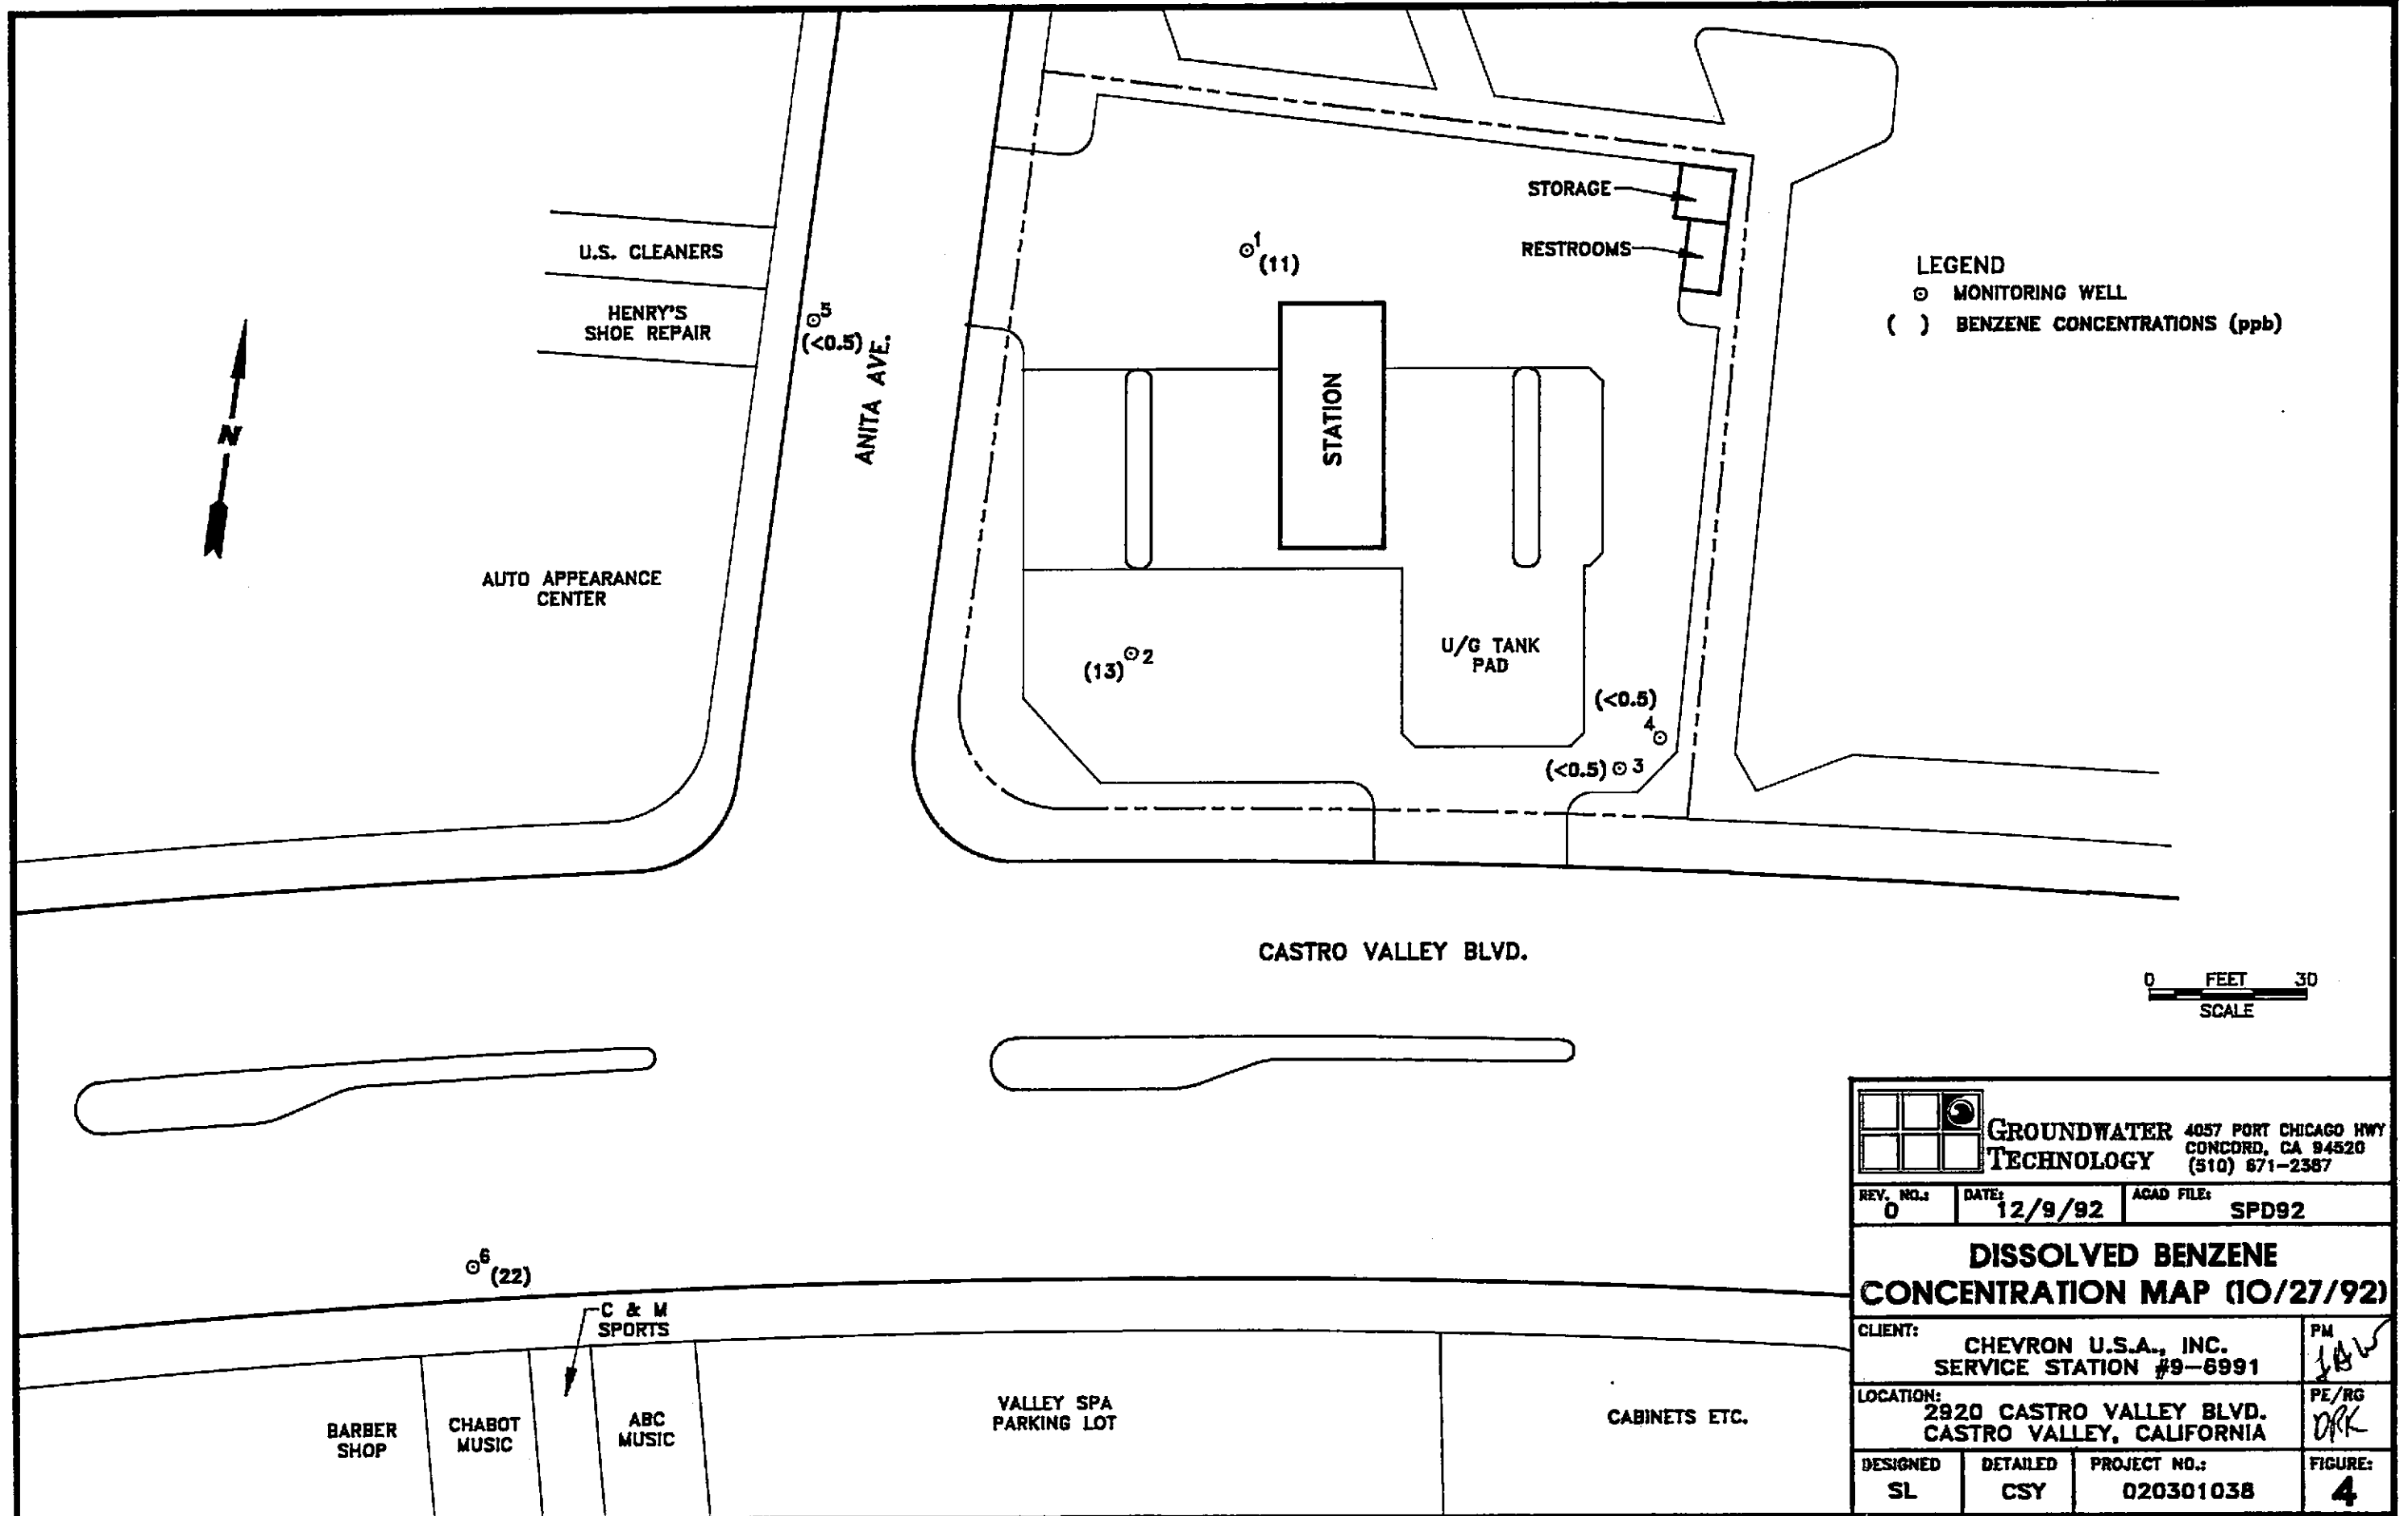 STORAGE
RESTROOMS
1
(11)
U.S. CLEANERS
HENRY'S
SHOE REPAIR
5
(<0.5)
ANITA AVE.
LEGEND
MONITORING WELL
( ) BENZENE CONCENTRATIONS (ppb)
N
STATION
AUTO APPEARANCE
CENTER
(13) 2
U/G TANK
PAD
(<0.5)
4
(<0.5) 3
CASTRO VALLEY BLVD.
0 FEET 30
SCALE
6
(22)
C & M
SPORTS
BARBER
SHOP
CHABOT
MUSIC
ABC
MUSIC
VALLEY SPA
PARKING LOT
CABINETS ETC.
GROUNDWATER
TECHNOLOGY
4057 PORT CHICAGO HWY
CONCORD, CA 94520
(510) 671-2387
REV. NO.:
0
DATE:
12/9/92
ACAD FILE:
SPD92
DISSOLVED BENZENE
CONCENTRATION MAP (10/27/92)
CLIENT:
CHEVRON U.S.A., INC.
SERVICE STATION #9-6991
PM
LOCATION:
2920 CASTRO VALLEY BLVD.
CASTRO VALLEY, CALIFORNIA
PE/RG
DRK
DESIGNED
SL
DETAILED
CSY
PROJECT NO.:
020301038
FIGURE:
4